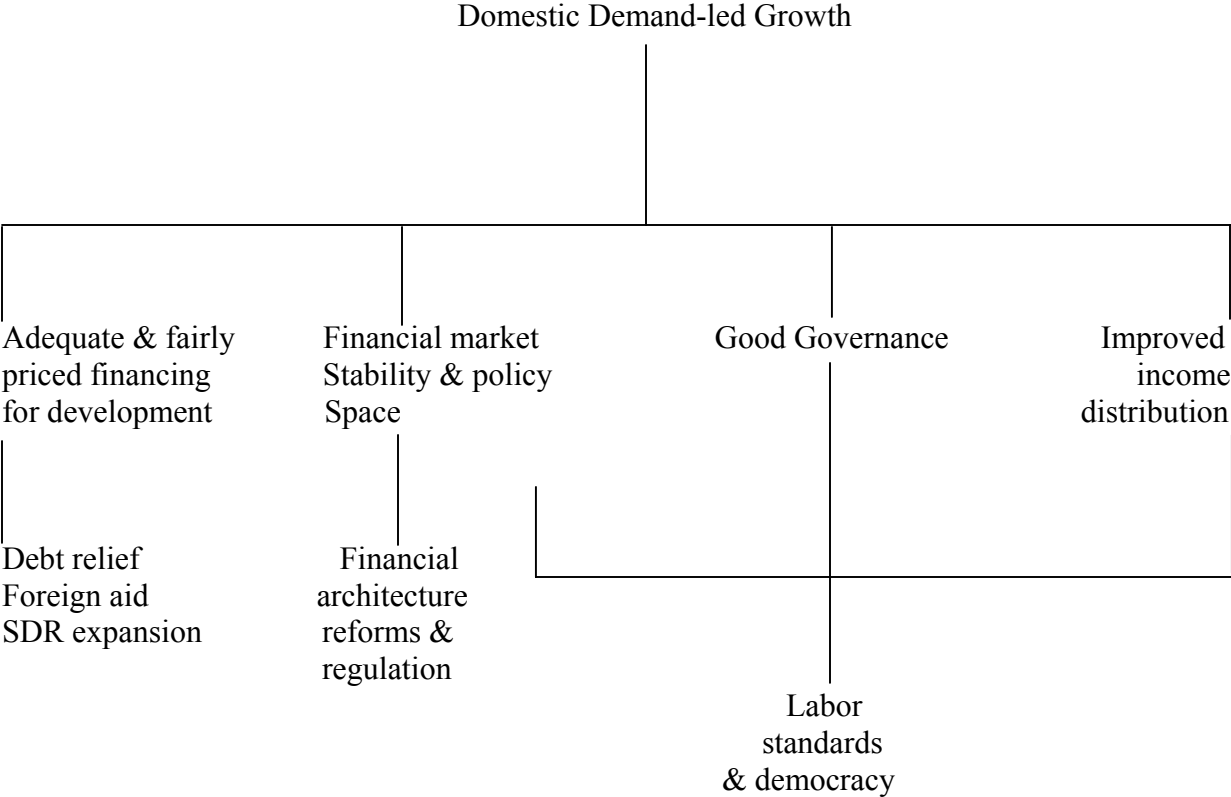 Domestic Demand-led Growth
Adequate & fairly
priced financing
for development
Financial market
Stability & policy
Space
Good Governance
Improved
income
distribution
Debt relief
Foreign aid
SDR expansion
Financial
architecture
reforms &
regulation
Labor
standards
& democracy